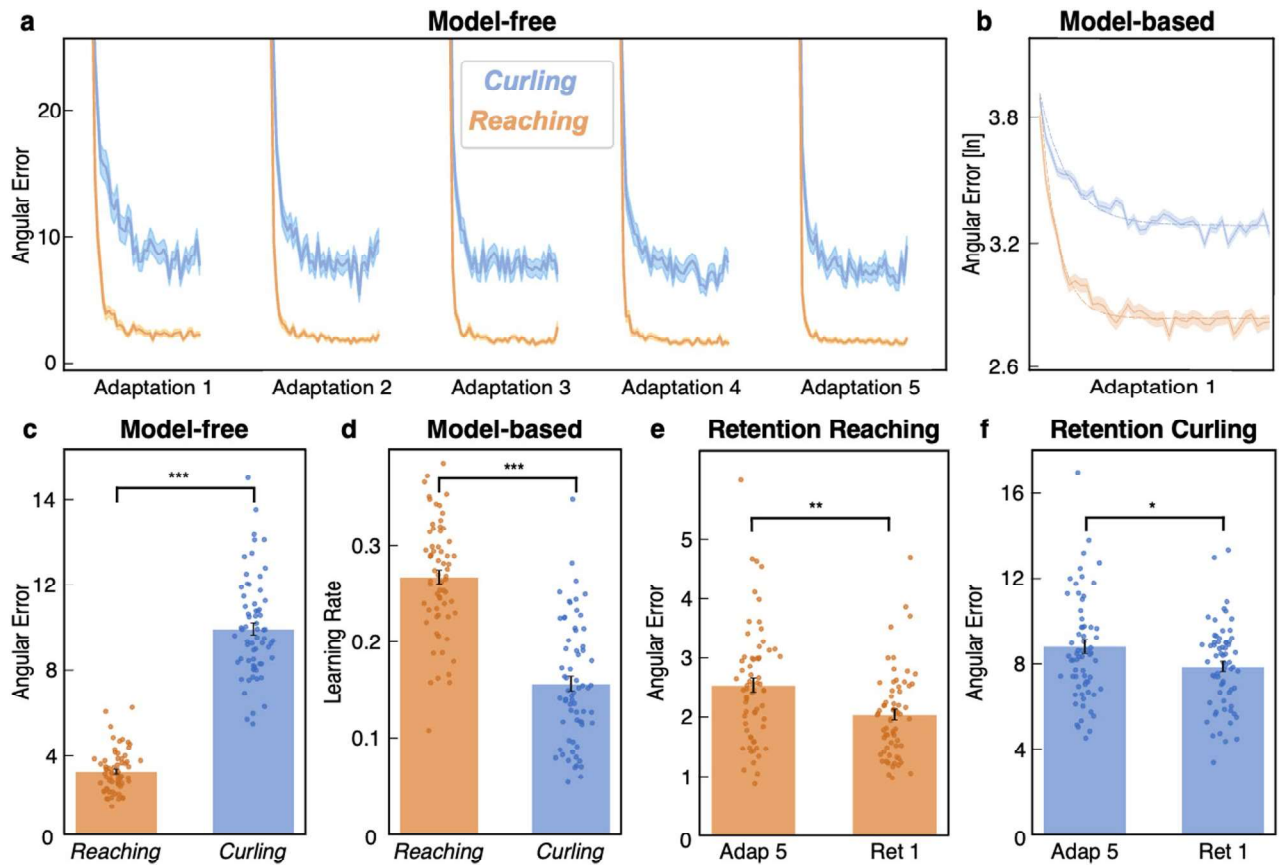 a
Model-free
b
Model-based
Curling
Reaching
Angular Error
20
10
0
Adaptation 1
Adaptation 2
Adaptation 3
Adaptation 4
Adaptation 5
Angular Error [ln]
3.8
3.2
2.6
Adaptation 1
c
Model-free
***
Angular Error
14
12
8
4
0
Reaching
Curling
d
Model-based
***
Learning Rate
0.3
0.2
0.1
0
Reaching
Curling
e
Retention Reaching
**
Angular Error
5
4
3
2
1
0
Adap 5
Ret 1
f
Retention Curling
*
Angular Error
16
12
8
4
0
Adap 5
Ret 1